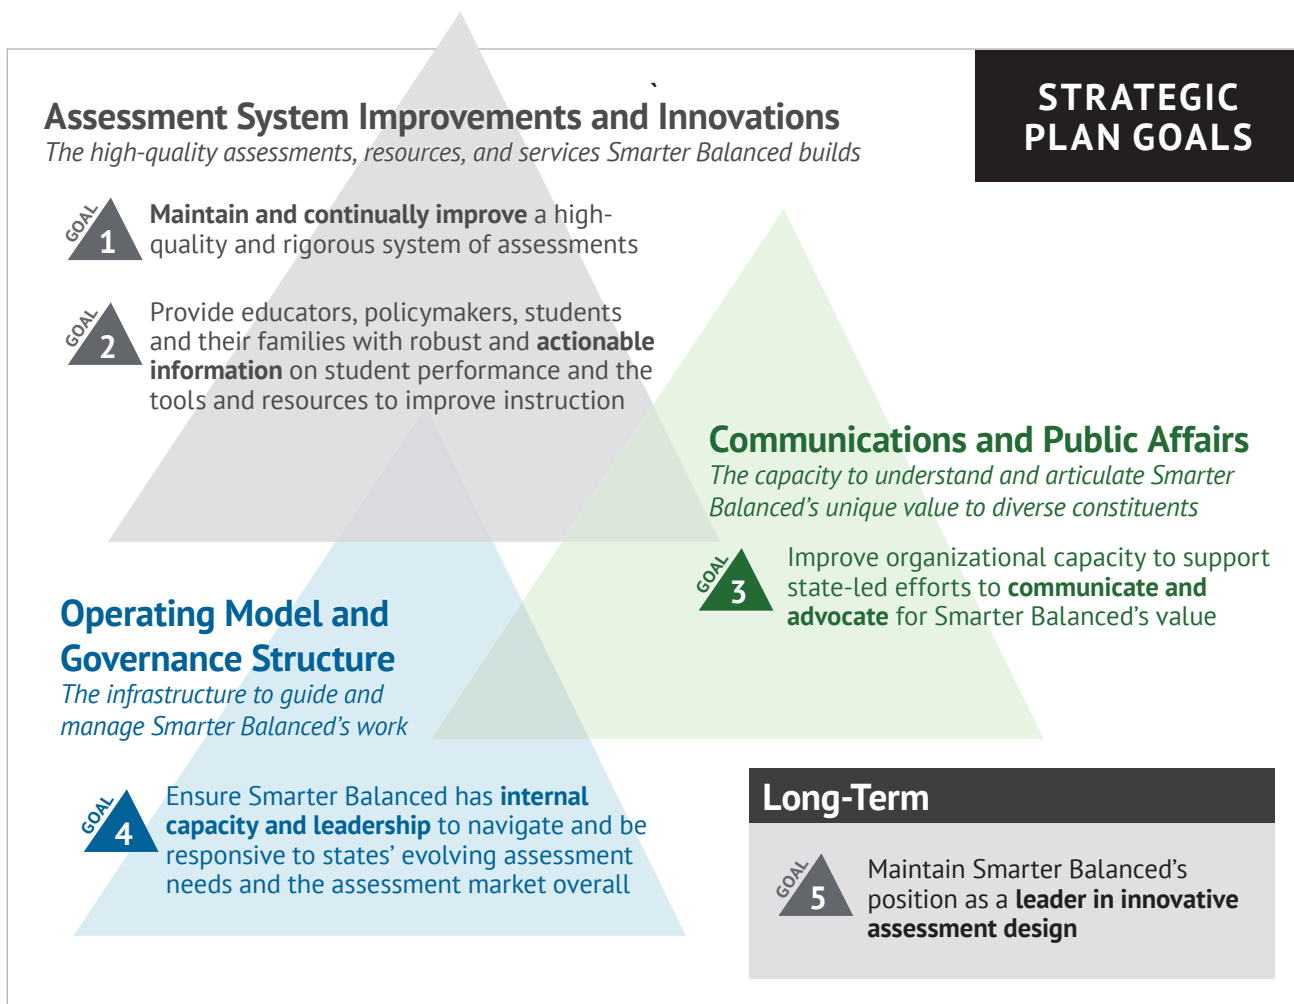 STRATEGIC
PLAN GOALS
Assessment System Improvements and Innovations
The high-quality assessments, resources, and services Smarter Balanced builds
GOAL
1
Maintain and continually improve a high-
quality and rigorous system of assessments
GOAL
2
Provide educators, policymakers, students
and their families with robust and actionable
information on student performance and the
tools and resources to improve instruction
Communications and Public Affairs
The capacity to understand and articulate Smarter
Balanced’s unique value to diverse constituents
GOAL
3
Improve organizational capacity to support
state-led efforts to communicate and
advocate for Smarter Balanced’s value
Operating Model and
Governance Structure
The infrastructure to guide and
manage Smarter Balanced’s work
GOAL
4
Ensure Smarter Balanced has internal
capacity and leadership to navigate and be
responsive to states’ evolving assessment
needs and the assessment market overall
Long-Term
GOAL
5
Maintain Smarter Balanced’s
position as a leader in innovative
assessment design